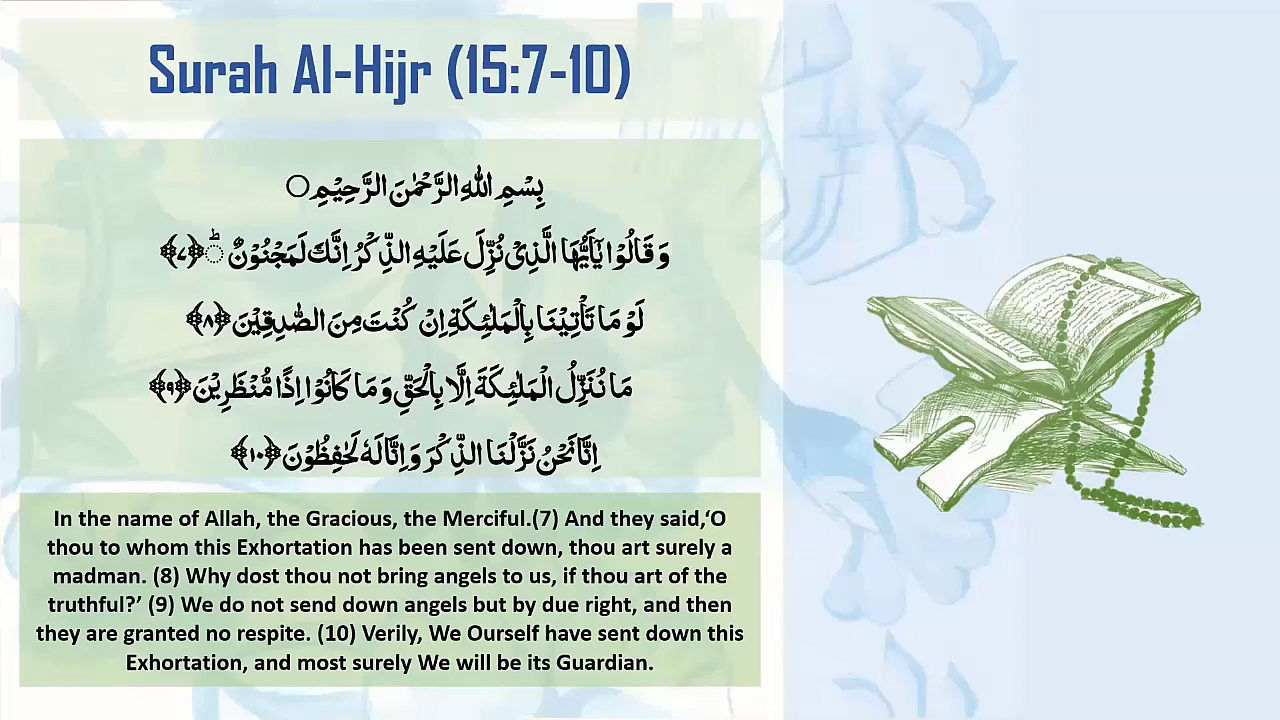 Surah Al-Hijr (15:7-10)
بِسۡمِ اللّٰهِ الرَّحۡمٰنَ الرَّحِيۡمِ○
وَ قَالُوۡا يٰۤاَيُّهَا الَّذِىۡ نُزِّلَ عَلَيۡهِ الذِّكۡرُ اِنَّكَ لَمَجۡنُوۡنٌ ؕ﴿۷﴾
لَوۡ مَا تَاۡتِيۡنَا بِالۡمَلٰٓئِكَةِ اِنۡ كُنۡتَ مِنَ الصّٰدِقِيۡنَ﴿۸﴾
مَا نُنَزِّلُ الۡمَلٰٓئِكَةَ اِلَّا بِالۡحَقِّ وَ مَا كَانُوۡۤا اِذًا مُّنۡظَرِيۡنَ﴿۹﴾
اِنَّا نَحۡنُ نَزَّلۡنَا الذِّكۡرَ وَ اِنَّا لَهٗ لَحٰفِظُوۡنَ﴿۱۰﴾
In the name of Allah, the Gracious, the Merciful.(7) And they said,‘O
thou to whom this Exhortation has been sent down, thou art surely a
madman. (8) Why dost thou not bring angels to us, if thou art of the
truthful?’ (9) We do not send down angels but by due right, and then
they are granted no respite. (10) Verily, We Ourself have sent down this
Exhortation, and most surely We will be its Guardian.